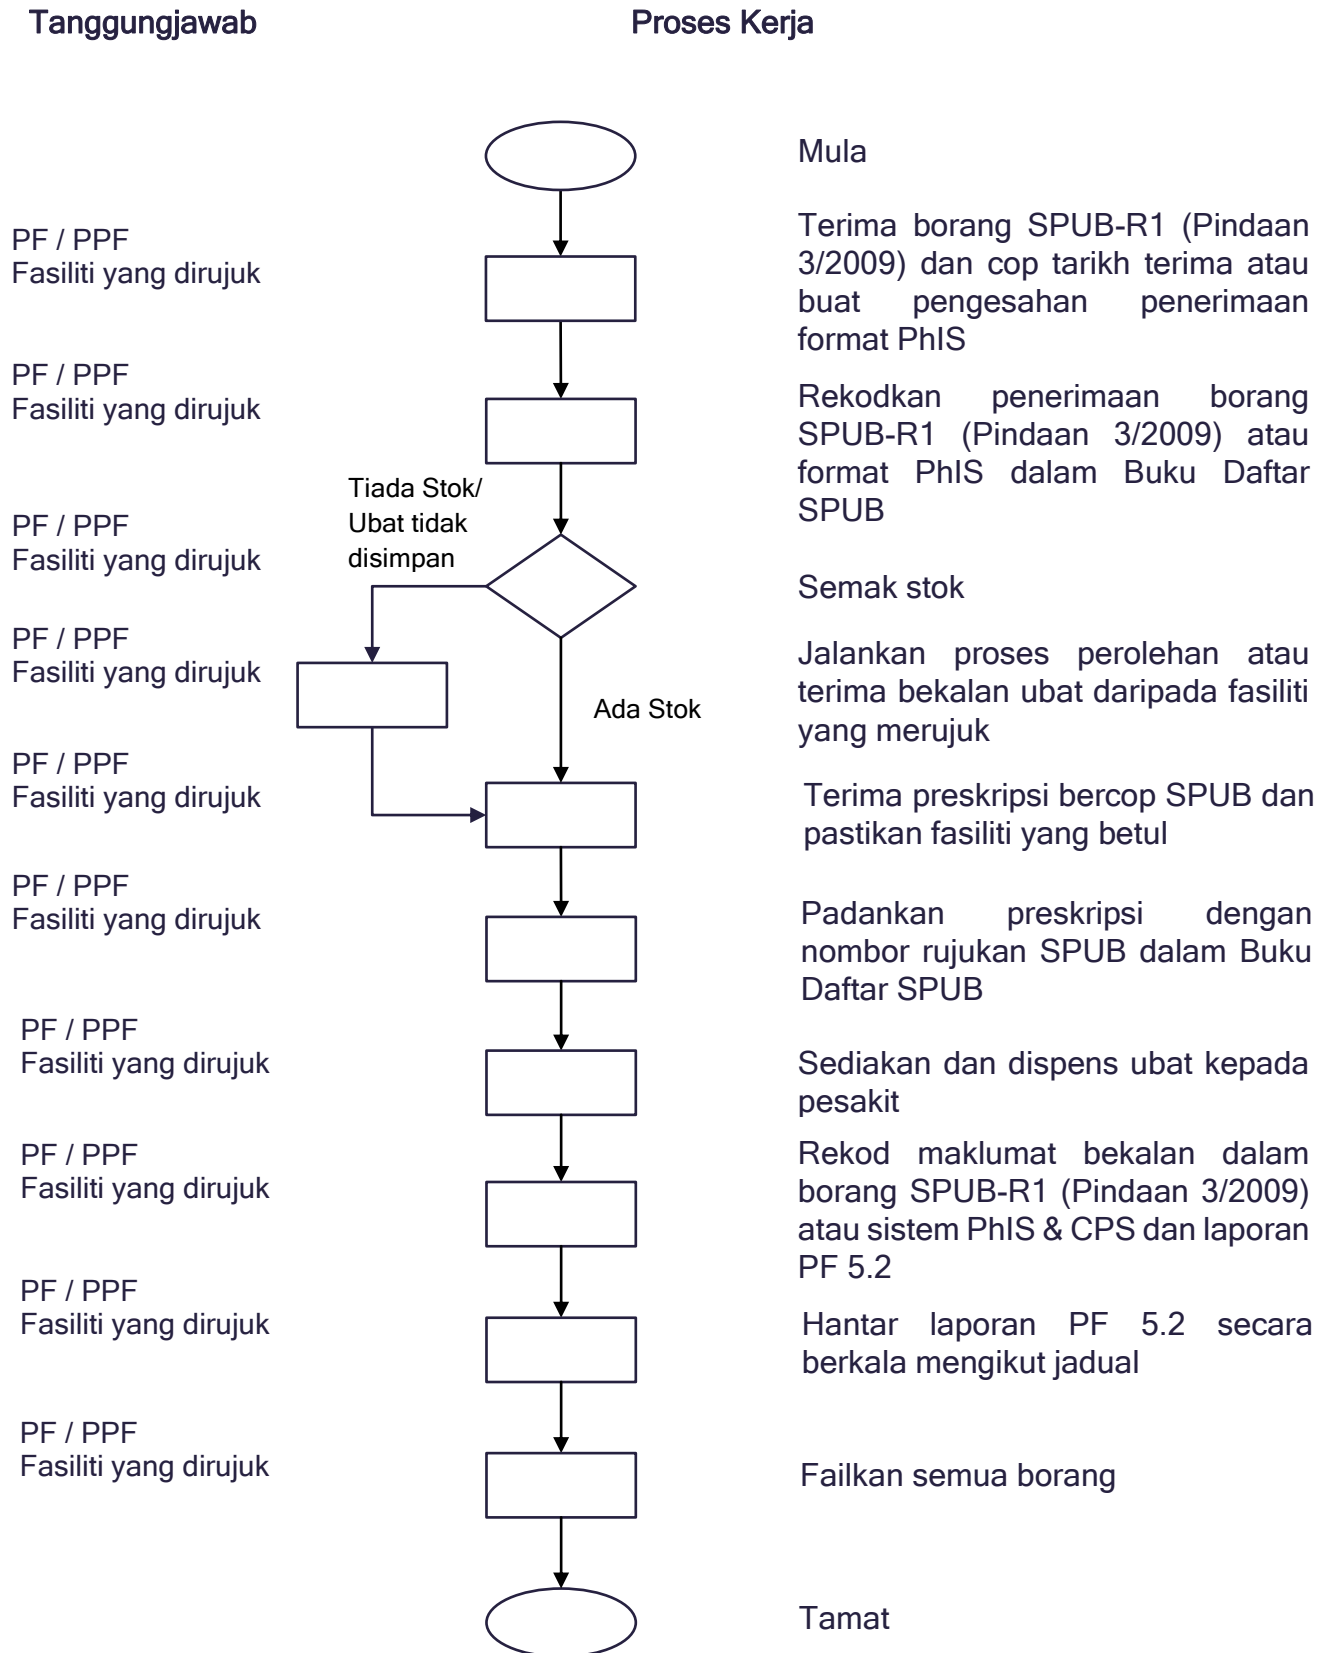 Tanggungjawab
Proses Kerja
Mula
PF / PPF
Fasiliti yang dirujuk
Terima borang SPUB-R1 (Pindaan
3/2009) dan cop tarikh terima atau
buat pengesahan penerimaan
format PhIS
PF / PPF
Fasiliti yang dirujuk
Rekodkan penerimaan borang
SPUB-R1 (Pindaan 3/2009) atau
format PhIS dalam Buku Daftar
SPUB
Tiada Stok/
Ubat tidak
disimpan
PF / PPF
Fasiliti yang dirujuk
Semak stok
PF / PPF
Fasiliti yang dirujuk
Jalankan proses perolehan atau
terima bekalan ubat daripada fasiliti
yang merujuk
Ada Stok
PF / PPF
Fasiliti yang dirujuk
Terima preskripsi bercop SPUB dan
pastikan fasiliti yang betul
PF / PPF
Fasiliti yang dirujuk
Padankan preskripsi dengan
nombor rujukan SPUB dalam Buku
Daftar SPUB
PF / PPF
Fasiliti yang dirujuk
Sediakan dan dispens ubat kepada
pesakit
PF / PPF
Fasiliti yang dirujuk
Rekod maklumat bekalan dalam
borang SPUB-R1 (Pindaan 3/2009)
atau sistem PhIS & CPS dan laporan
PF 5.2
PF / PPF
Fasiliti yang dirujuk
Hantar laporan PF 5.2 secara
berkala mengikut jadual
PF / PPF
Fasiliti yang dirujuk
Failkan semua borang
Tamat